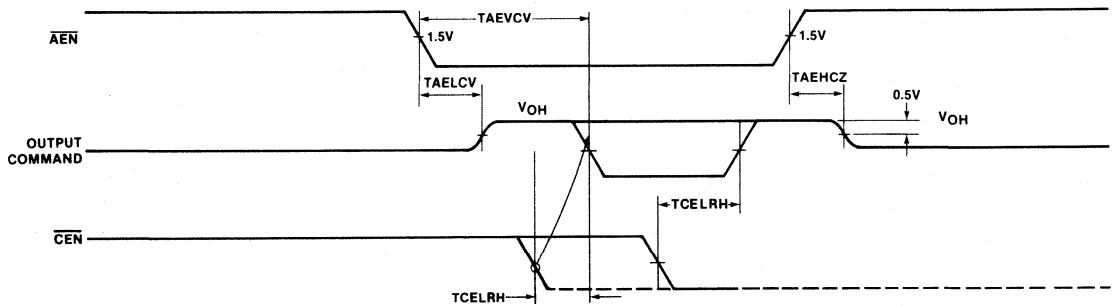 TAEVCV
AEN
1.5V
1.5V
TAELCV
TAEHCZ
0.5V
VOH
VOH
OUTPUT
COMMAND
TCELRH
CEN
TCELRH